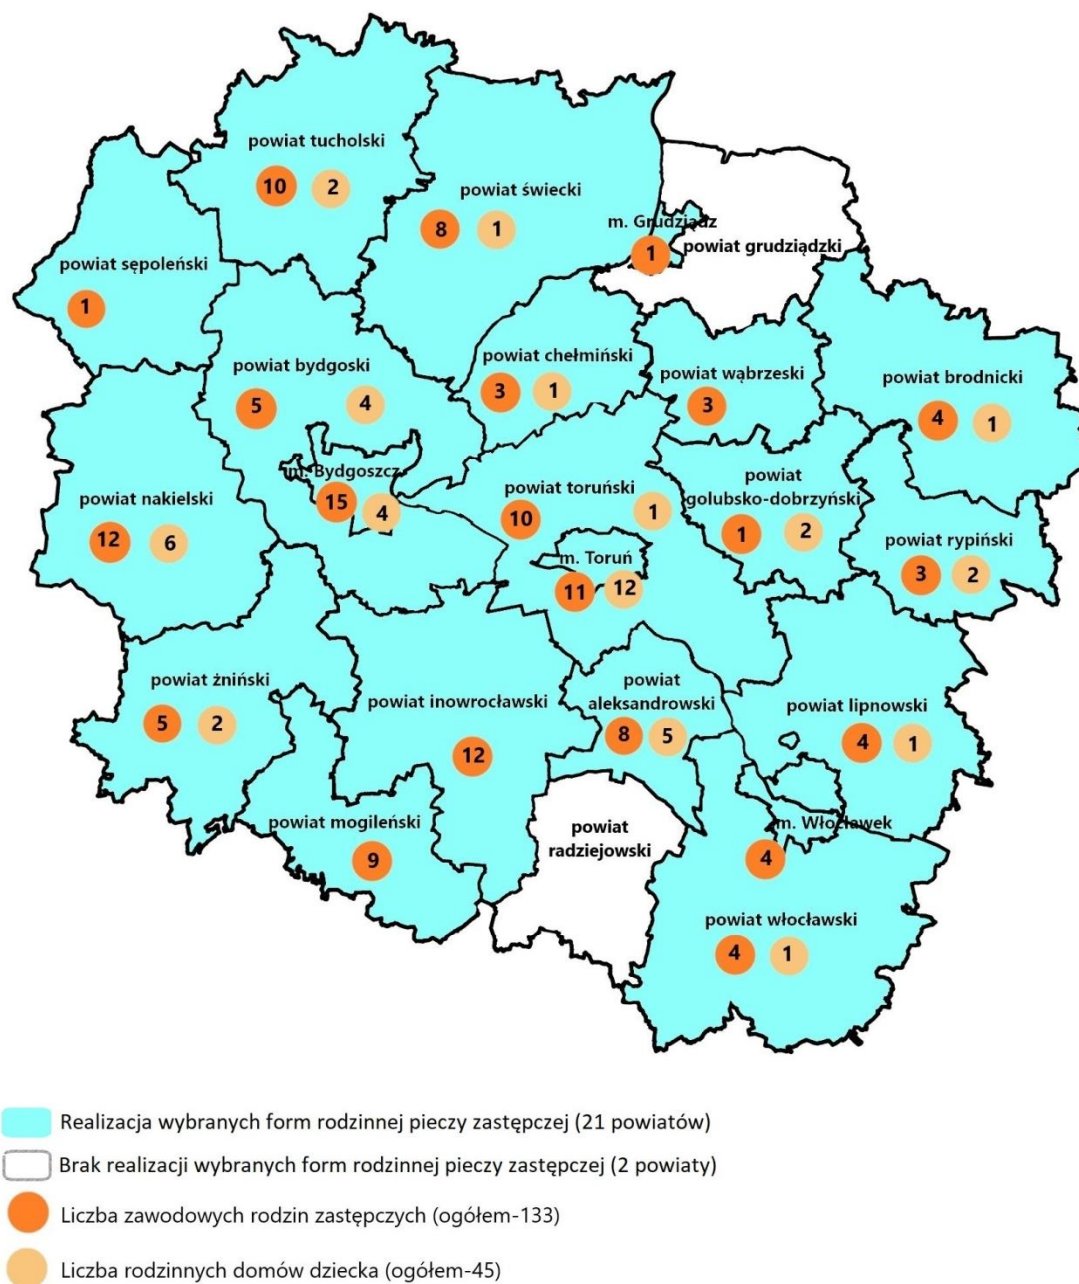 powiat tucholski
10 2
powiat świecki
8 1
m. Grudziądz
1
powiat grudziądzki
powiat sępoleński
1
powiat bydgoski
5 4
powiat chełmiński
3 1
powiat wąbrzeski
3
powiat brodnicki
4 1
m. Bydgoszcz
15 4
powiat nakielski
12 6
powiat toruński
10 1
powiat
golubsko-dobrzyński
1 2
powiat rypiński
3 2
m. Toruń
11 12
powiat żniński
5 2
powiat inowrocławski
12
powiat
aleksandrowski
8 5
powiat lipnowski
4 1
powiat mogileński
9
powiat
radziejowski
m. Włocławek
4
powiat włocławski
4 1
Realizacja wybranych form rodzinnej pieczy zastępczej (21 powiatów)
Brak realizacji wybranych form rodzinnej pieczy zastępczej (2 powiaty)
Liczba zawodowych rodzin zastępczych (ogółem-133)
Liczba rodzinnych domów dziecka (ogółem-45)